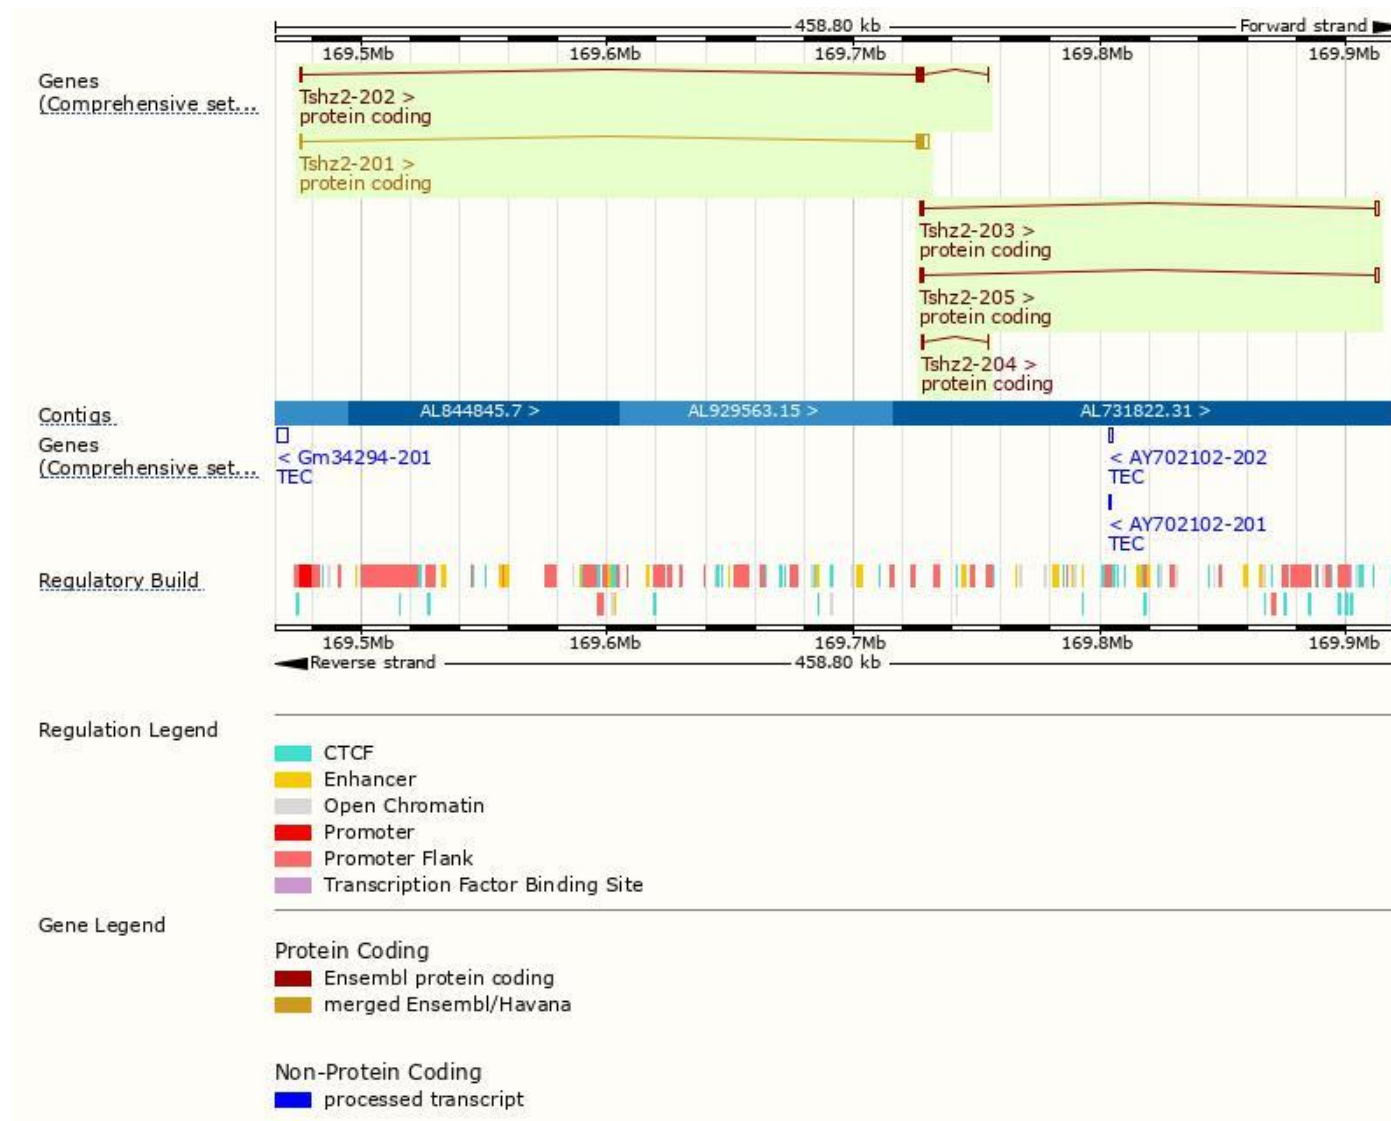 458.80 kb Forward strand
169.5Mb 169.6Mb 169.7Mb 169.8Mb 169.9Mb
Genes
(Comprehensive set...
Tshz2-202 >
protein coding
Tshz2-201 >
protein coding
Tshz2-203 >
protein coding
Tshz2-205 >
protein coding
Tshz2-204 >
protein coding
Contigs
AL844845.7 > AL929563.15 > AL731822.31 >
Genes
(Comprehensive set...
< Gm34294-201
TEC
< AY702102-202
TEC
< AY702102-201
TEC
Regulatory Build
169.5Mb 169.6Mb 169.7Mb 169.8Mb 169.9Mb
Reverse strand 458.80 kb
Regulation Legend
CTCF
Enhancer
Open Chromatin
Promoter
Promoter Flank
Transcription Factor Binding Site
Gene Legend
Protein Coding
Ensembl protein coding
merged Ensembl/Havana
Non-Protein Coding
processed transcript